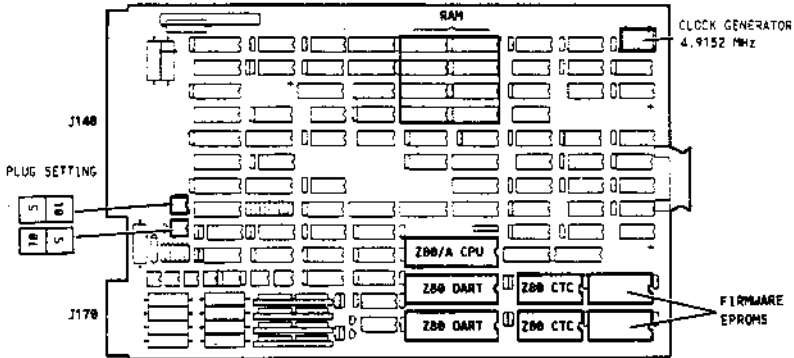 RAM
CLOCK GENERATOR
4.9152 MHz
J140
PLUG SETTING
5 10
10 5
Z80/A CPU
Z80 DART
Z80 CTC
Z80 DART
Z80 CTC
J170
FIRMWARE
EPROMS